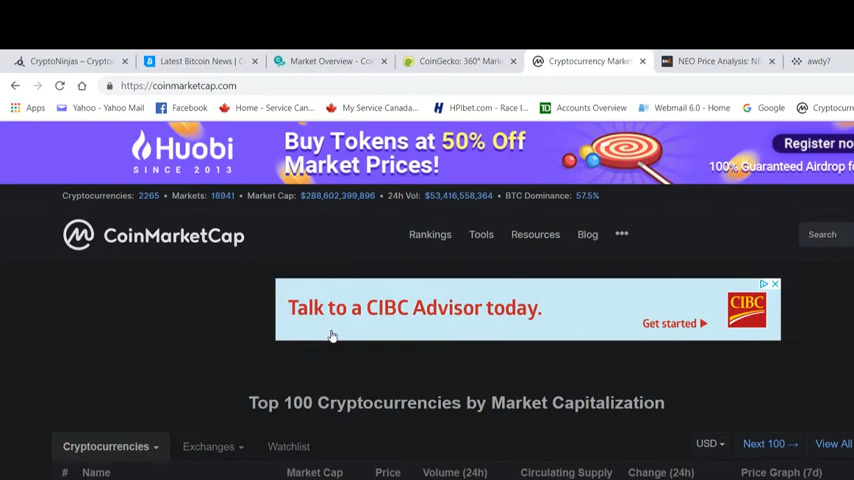 CryptoNinjas – Crypto
Latest Bitcoin News | C
Market Overview - Coi
CoinGecko: 360° Mark
Cryptocurrency Market
NEO Price Analysis: NE
awdy?
https://coinmarketcap.com
Apps
Yahoo - Yahoo Mail
Facebook
Home - Service Can...
My Service Canada...
HPIbet.com - Race I...
Accounts Overview
Webmail 6.0 - Home
Google
Cryptocurre
Huobi
SINCE 2013
Buy Tokens at 50% Off
Market Prices!
Register no
100% Guaranteed Airdrop fo
Cryptocurrencies: 2265 • Markets: 18941 • Market Cap: $288,602,399,896 • 24h Vol: $53,416,558,364 • BTC Dominance: 57.5%
CoinMarketCap
Rankings
Tools
Resources
Blog
•••
Search
Talk to a CIBC Advisor today.
Get started
CIBC
Top 100 Cryptocurrencies by Market Capitalization
Cryptocurrencies
Exchanges
Watchlist
USD
Next 100 →
View All
# Name Market Cap Price Volume (24h) Circulating Supply Change (24h) Price Graph (7d)